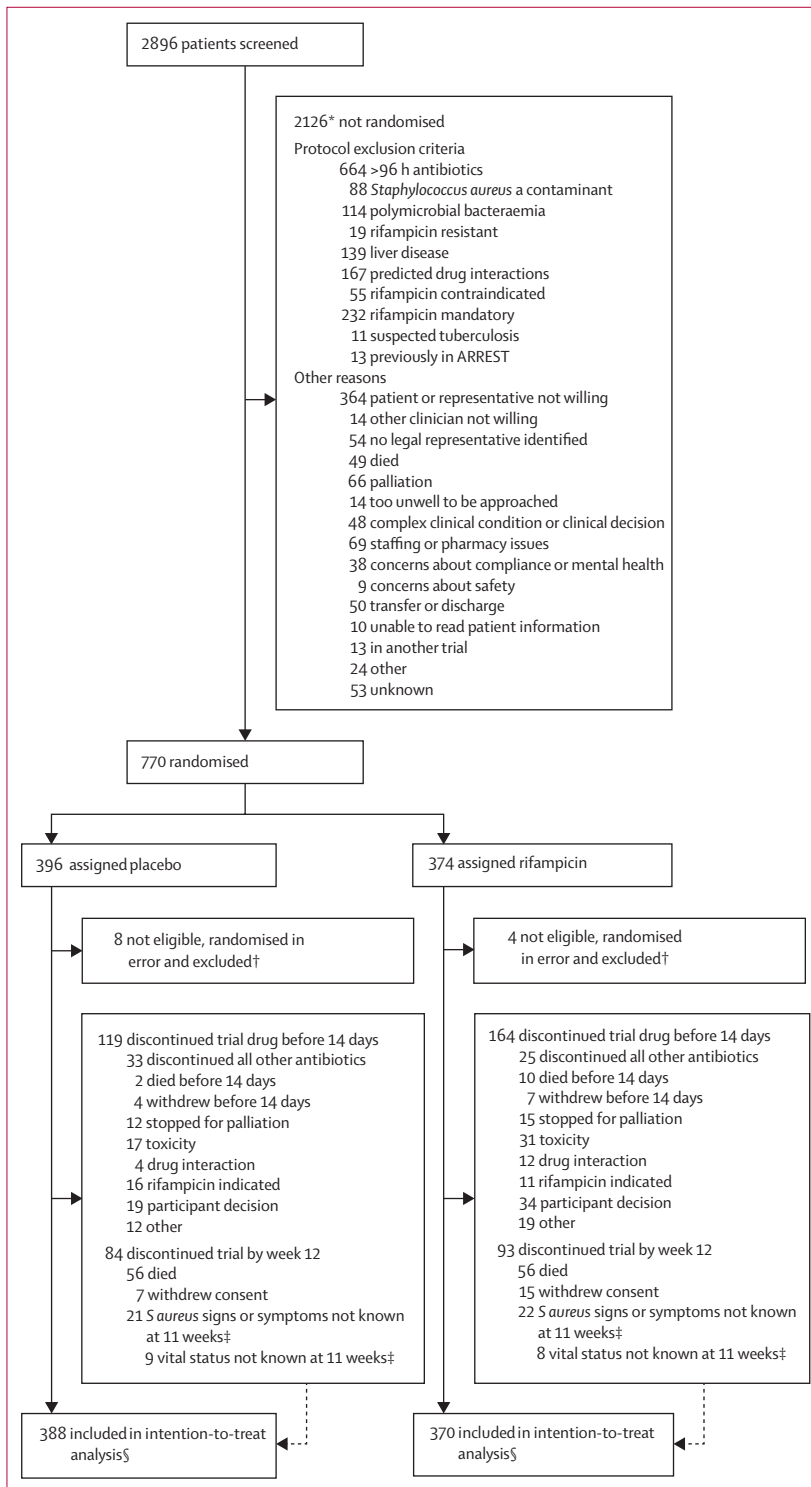 2896 patients screened
2126* not randomised
Protocol exclusion criteria
664 >96 h antibiotics
88 Staphylococcus aureus a contaminant
114 polymicrobial bacteraemia
19 rifampicin resistant
139 liver disease
167 predicted drug interactions
55 rifampicin contraindicated
232 rifampicin mandatory
11 suspected tuberculosis
13 previously in ARREST
Other reasons
364 patient or representative not willing
14 other clinician not willing
54 no legal representative identified
49 died
66 palliation
14 too unwell to be approached
48 complex clinical condition or clinical decision
69 staffing or pharmacy issues
38 concerns about compliance or mental health
9 concerns about safety
50 transfer or discharge
10 unable to read patient information
13 in another trial
24 other
53 unknown
770 randomised
396 assigned placebo
374 assigned rifampicin
8 not eligible, randomised in
error and excluded†
4 not eligible, randomised
in error and excluded†
119 discontinued trial drug before 14 days
33 discontinued all other antibiotics
2 died before 14 days
4 withdrew before 14 days
12 stopped for palliation
17 toxicity
4 drug interaction
16 rifampicin indicated
19 participant decision
12 other
84 discontinued trial by week 12
56 died
7 withdrew consent
21 S aureus signs or symptoms not known
at 11 weeks‡
9 vital status not known at 11 weeks‡
164 discontinued trial drug before 14 days
25 discontinued all other antibiotics
10 died before 14 days
7 withdrew before 14 days
15 stopped for palliation
31 toxicity
12 drug interaction
11 rifampicin indicated
34 participant decision
19 other
93 discontinued trial by week 12
56 died
15 withdrew consent
22 S aureus signs or symptoms not known
at 11 weeks‡
8 vital status not known at 11 weeks‡
388 included in intention-to-treat
analysis§
370 included in intention-to-treat
analysis§